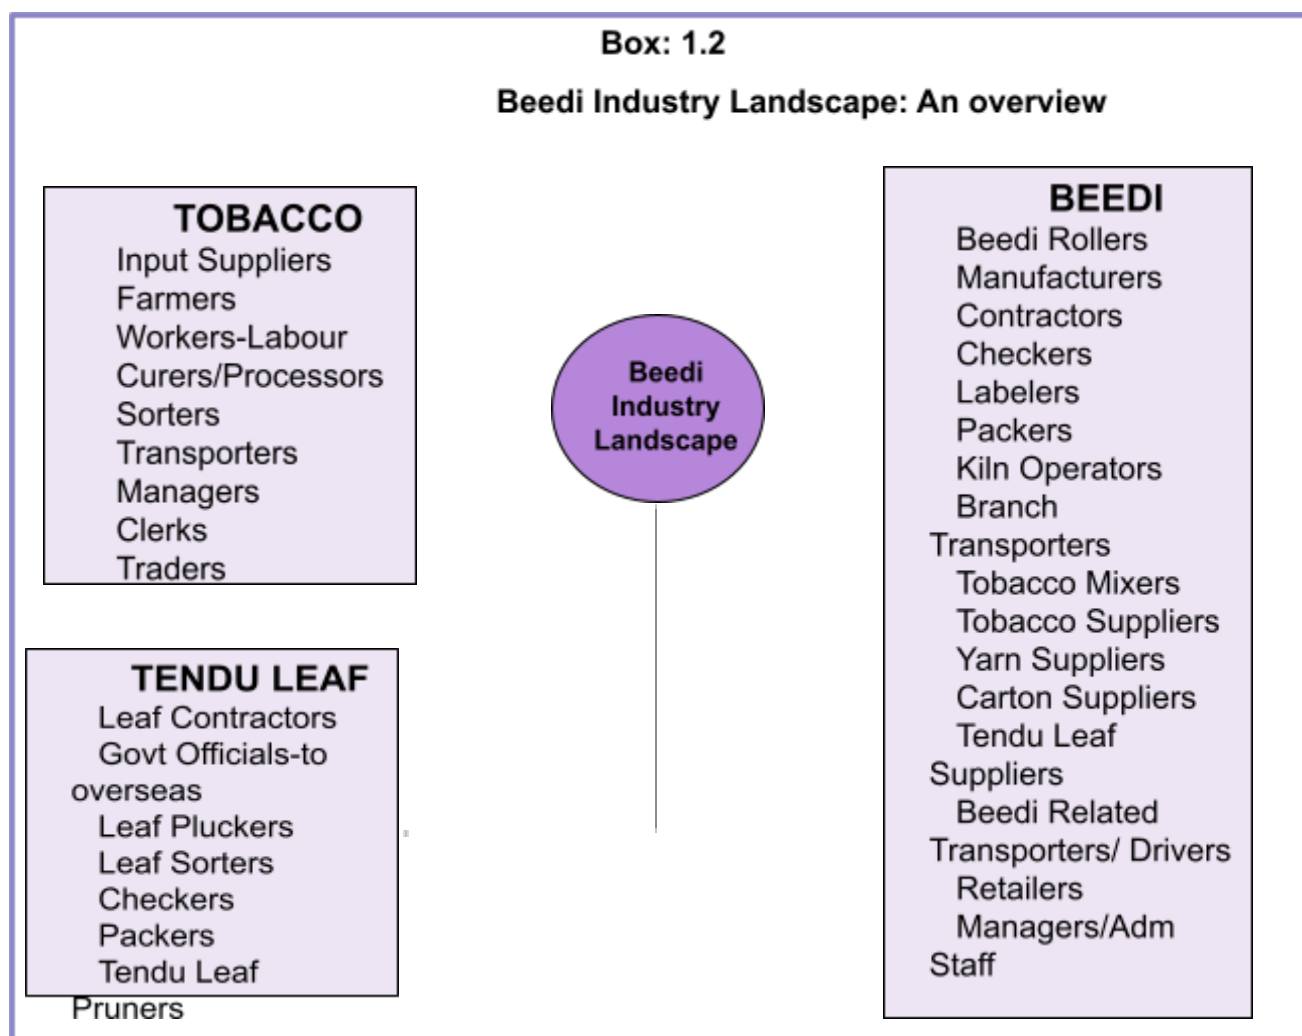 Box: 1.2
Beedi Industry Landscape: An overview
TOBACCO
Input Suppliers
Farmers
Workers-Labour
Curers/Processors
Sorters
Transporters
Managers
Clerks
Traders
TENDU LEAF
Leaf Contractors
Govt Officials-to
overseas
Leaf Pluckers
Leaf Sorters
Checkers
Packers
Tendu Leaf
Pruners
Beedi
Industry
Landscape
BEEDI
Beedi Rollers
Manufacturers
Contractors
Checkers
Labelers
Packers
Kiln Operators
Branch
Transporters
Tobacco Mixers
Tobacco Suppliers
Yarn Suppliers
Carton Suppliers
Tendu Leaf
Suppliers
Beedi Related
Transporters/ Drivers
Retailers
Managers/Adm
Staff